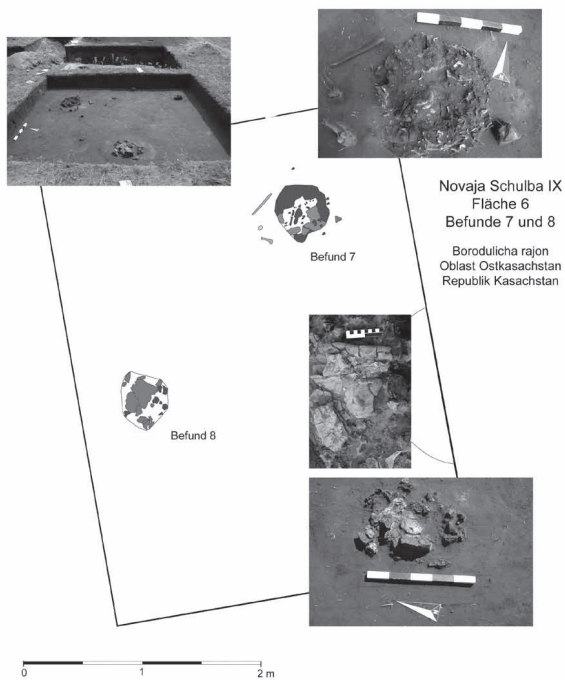 Novaja Schulba IX
Fläche 6
Befunde 7 und 8
Borodulicha rajon
Oblast Ostkasachstan
Republik Kasachstan
Befund 7
Befund 8
0 1 2 m